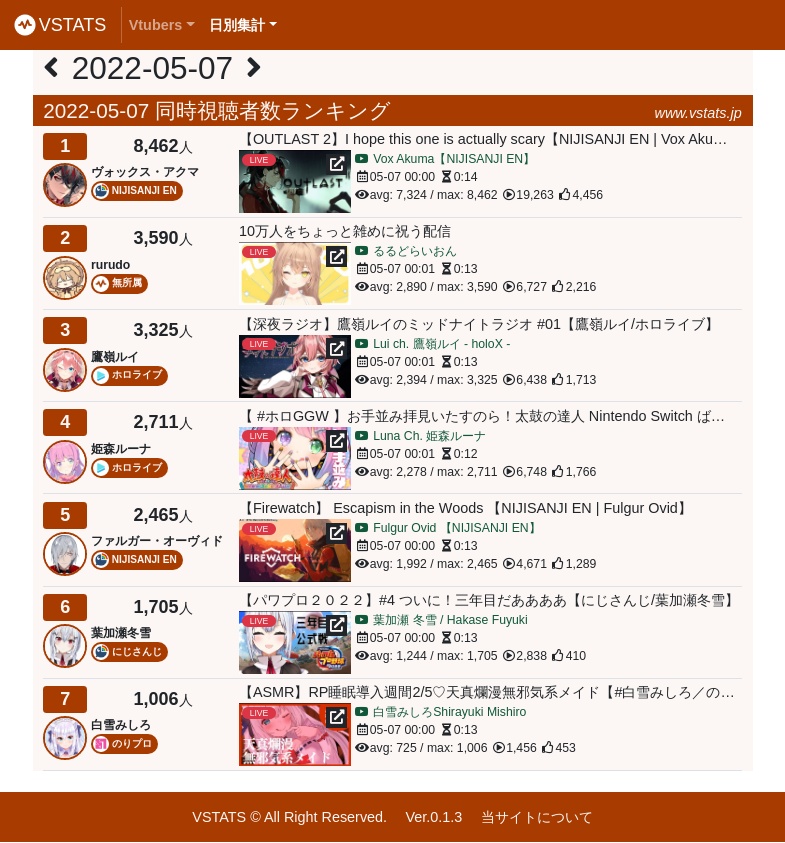 VSTATS Vtubers 日別集計
2022-05-07
2022-05-07 同時視聴者数ランキング www.vstats.jp
1 8,462人
ヴォックス・アクマ
NIJISANJI EN
【OUTLAST 2】I hope this one is actually scary【NIJISANJI EN | Vox Aku…
LIVE
OUTLAST
Vox Akuma【NIJISANJI EN】
05-07 00:00 0:14
avg: 7,324 / max: 8,462 19,263 4,456
2 3,590人
rurudo
無所属
10万人をちょっと雑めに祝う配信
LIVE
るるどらいおん
05-07 00:01 0:13
avg: 2,890 / max: 3,590 6,727 2,216
3 3,325人
鷹嶺ルイ
ホロライブ
【深夜ラジオ】鷹嶺ルイのミッドナイトラジオ #01【鷹嶺ルイ/ホロライブ】
LIVE
Lui ch. 鷹嶺ルイ - holoX -
05-07 00:01 0:13
avg: 2,394 / max: 3,325 6,438 1,713
4 2,711人
姫森ルーナ
ホロライブ
【 #ホロGGW 】お手並み拝見いたすのら！太鼓の達人 Nintendo Switch ば…
LIVE
Luna Ch. 姫森ルーナ
05-07 00:01 0:12
avg: 2,278 / max: 2,711 6,748 1,766
5 2,465人
ファルガー・オーヴィド
NIJISANJI EN
【Firewatch】 Escapism in the Woods 【NIJISANJI EN | Fulgur Ovid】
LIVE
FIREWATCH
Fulgur Ovid 【NIJISANJI EN】
05-07 00:00 0:13
avg: 1,992 / max: 2,465 4,671 1,289
6 1,705人
葉加瀬冬雪
にじさんじ
【パワプロ２０２２】#4 ついに！三年目だああああ【にじさんじ/葉加瀬冬雪】
LIVE
三年目
公式戦
葉加瀬 冬雪 / Hakase Fuyuki
05-07 00:00 0:13
avg: 1,244 / max: 1,705 2,838 410
7 1,006人
白雪みしろ
のりプロ
【ASMR】RP睡眠導入週間2/5♡天真爛漫無邪気系メイド【#白雪みしろ／の…
LIVE
天真爛漫
無邪気系メイド
白雪みしろShirayuki Mishiro
05-07 00:00 0:13
avg: 725 / max: 1,006 1,456 453
VSTATS © All Right Reserved. Ver.0.1.3 当サイトについて